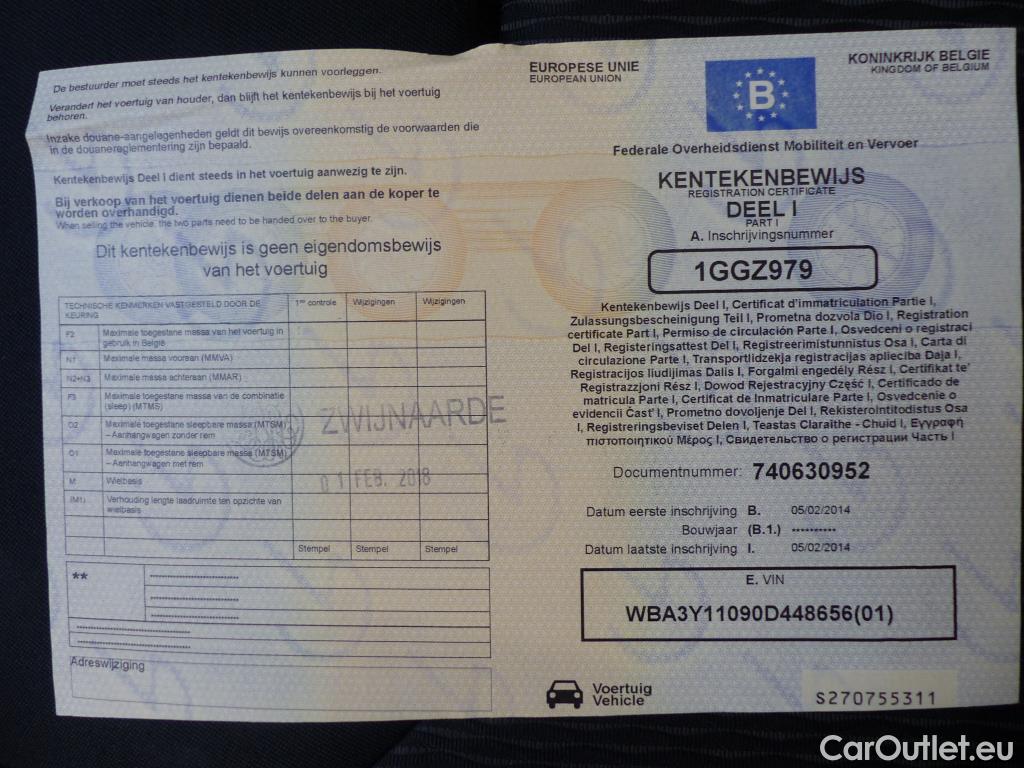 De bestuurder moet steeds het kentekenbewijs kunnen voorleggen.
Verandert het voertuig van houder, dan blijft het kentekenbewijs bij het voertuig
behoren.
Inzake douane-aangelegenheden geldt dit bewijs overeenkomstig de voorwaarden die
in de douanereglementering zijn bepaald.
Kentekenbewijs Deel I dient steeds in het voertuig aanwezig te zijn.
Bij verkoop van het voertuig dienen beide delen aan de koper te
worden overhandigd.
When selling the vehicle, the two parts need to be handed over to the buyer.
Dit kentekenbewijs is geen eigendomsbewijs
van het voertuig
TECHNISCHE KENMERKEN VASTGESTELD DOOR DE
KEURING
1ste controle
Wijzigingen
Wijzigingen
F2 Maximale toegestane massa van het voertuig in
gebruik in België
N1 Maximale massa vooraan (MMVA)
N2+N3 Maximale massa achteraan (MMAR)
F3 Maximale toegestane massa van de combinatie
(sleep) (MTMS)
O2 Maximale toegestane sleepbare massa (MTSM)
– Aanhangwagen zonder rem
O1 Maximale toegestane sleepbare massa (MTSM)
– Aanhangwagen met rem
M Wielbasis
(M1) Verhouding lengte laadruimte ten opzichte van
wielbasis
Stempel Stempel Stempel
ZWIJNAARDE
01 FEB. 2018
**
Adreswijziging
EUROPESE UNIE
EUROPEAN UNION
B
KONINKRIJK BELGIE
KINGDOM OF BELGIUM
Federale Overheidsdienst Mobiliteit en Vervoer
KENTEKENBEWIJS
REGISTRATION CERTIFICATE
DEEL I
PART I
A. Inschrijvingsnummer
1GGZ979
Kentekenbewijs Deel I, Certificat d'immatriculation Partie I,
Zulassungsbescheinigung Teil I, Prometna dozvola Dio I, Registration
certificate Part I, Permiso de circulación Parte I, Osvedceni o registraci
Del I, Registeringsattest Del I, Registreerimistunnistus Osa I, Carta di
circulazione Parte I, Transportlidzekja registracijas aplieciba Daja I,
Registracijos liudijimas Dalis I, Forgalmi engedély Rész I, Certifikat te'
Registrazzjoni Rész I, Dowod Rejestracyjny Część I, Certificado de
matricula Parte I, Certificat de Inmatriculare Parte I, Osvedcenie o
evidencii Časť I, Prometno dovoljenje Del I, Rekisterointitodistus Osa
I, Registreringsbeviset Delen I, Teastas Claraithe - Chuid I, Εγγραφή
πιστοποιητικού Μέρος I, Свидетельство о регистрации Часть I
Documentnummer: 740630952
Datum eerste inschrijving B. 05/02/2014
Bouwjaar (B.1.) **********
Datum laatste inschrijving I. 05/02/2014
E. VIN
WBA3Y11090D448656(01)
Voertuig
Vehicle
S270755311
CarOutlet.eu